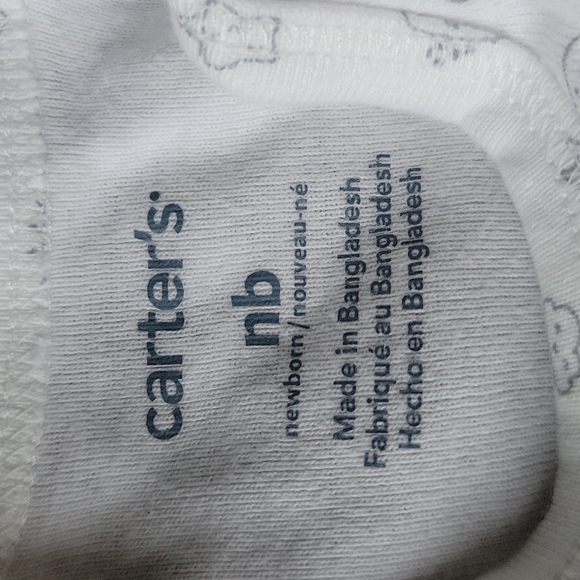 carter's
nb
newborn/nouveau-né
Made in Bangladesh
Fabriqué au Bangladesh
Hecho en Bangladesh